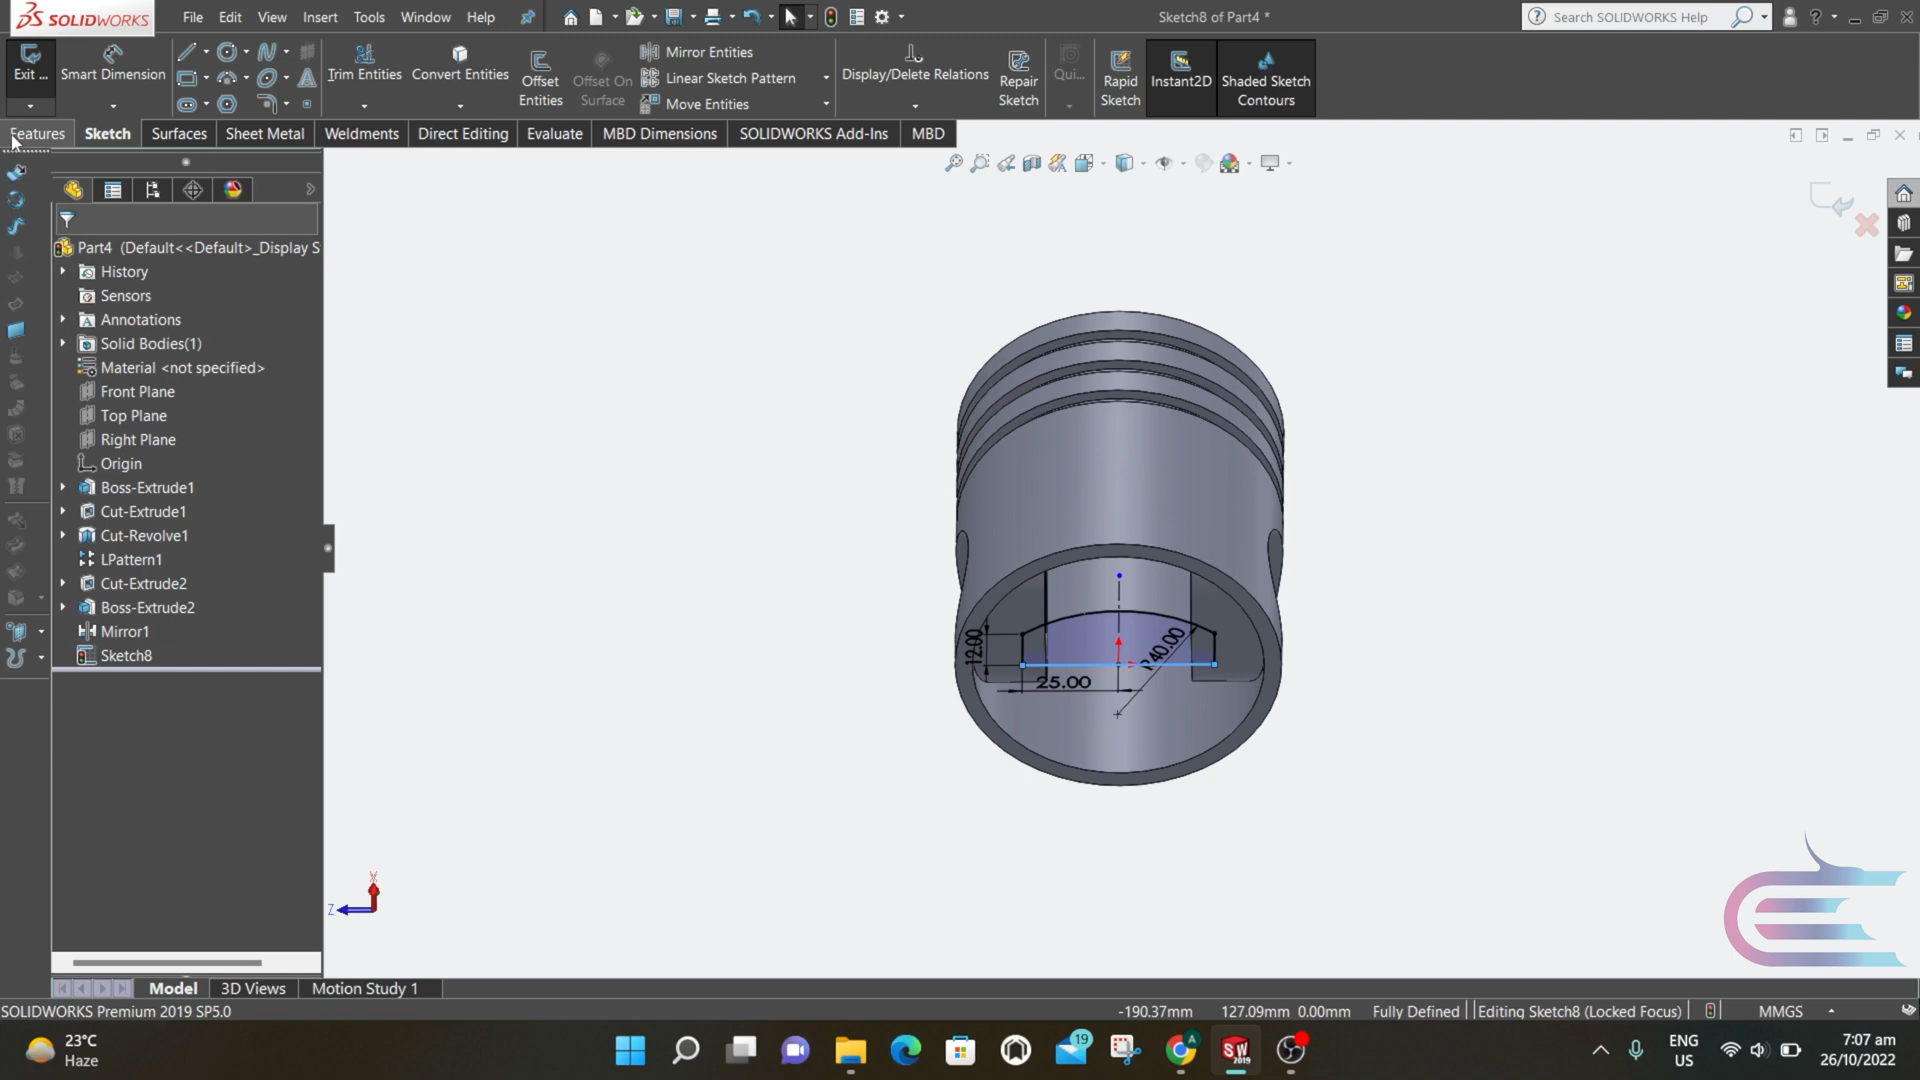 SOLIDWORKS
File Edit View Insert Tools Window Help
Sketch8 of Part4 *
Search SOLIDWORKS Help
Exit ...
Smart Dimension
Trim Entities
Convert Entities
Offset Entities
Offset On Surface
Mirror Entities
Linear Sketch Pattern
Move Entities
Display/Delete Relations
Repair Sketch
Qui...
Rapid Sketch
Instant2D
Shaded Sketch Contours
Features Sketch Surfaces Sheet Metal Weldments Direct Editing Evaluate MBD Dimensions SOLIDWORKS Add-Ins MBD
Part4 (Default<<Default>_Display S
History
Sensors
Annotations
Solid Bodies(1)
Material <not specified>
Front Plane
Top Plane
Right Plane
Origin
Boss-Extrude1
Cut-Extrude1
Cut-Revolve1
LPattern1
Cut-Extrude2
Boss-Extrude2
Mirror1
Sketch8
12.00
R40.00
25.00
X
Z
Model 3D Views Motion Study 1
SOLIDWORKS Premium 2019 SP5.0
-190.37mm 127.09mm 0.00mm Fully Defined Editing Sketch8 (Locked Focus) MMGS
23°C
Haze
19
A
SW
2019
ENG
US
7:07 am
26/10/2022